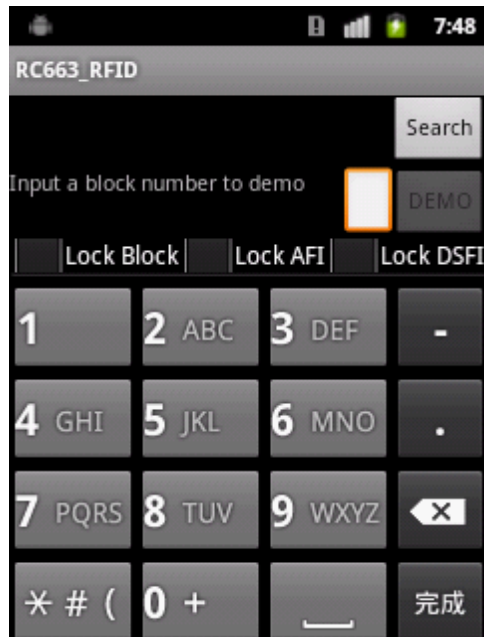 7:48
RC663_RFID
Search
Input a block number to demo
DEMO
Lock Block Lock AFI Lock DSFI
1 2 ABC 3 DEF -
4 GHI 5 JKL 6 MNO .
7 PQRS 8 TUV 9 WXYZ
* # ( 0 + 完成